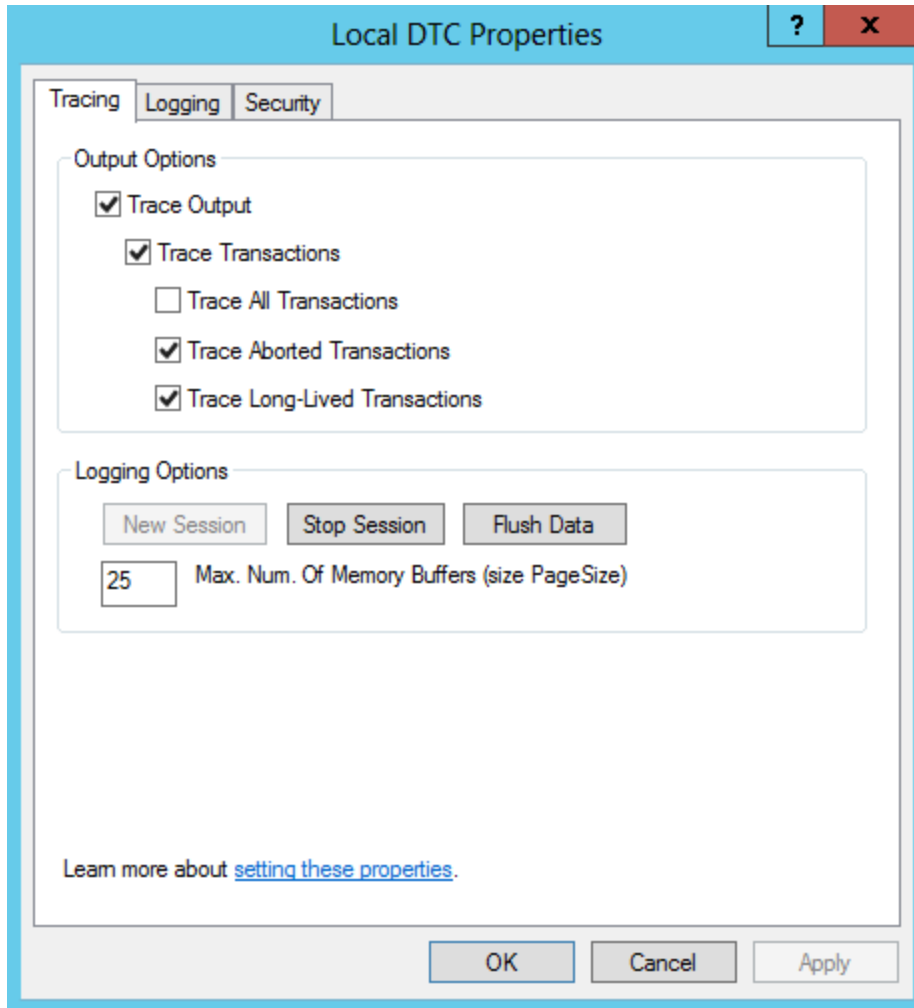 Local DTC Properties
? x
Tracing Logging Security
Output Options
Trace Output
Trace Transactions
Trace All Transactions
Trace Aborted Transactions
Trace Long-Lived Transactions
Logging Options
New Session Stop Session Flush Data
25 Max. Num. Of Memory Buffers (size PageSize)
Learn more about setting these properties.
OK Cancel Apply